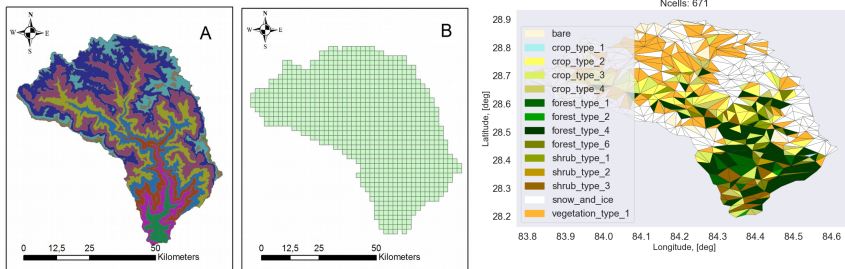 N
W E
S
A
0 12,5 25 50
Kilometers
N
W E
S
B
0 12,5 25 50
Kilometers
Ncells: 671
Latitude, [deg]
28.9
28.8
28.7
28.6
28.5
28.4
28.3
28.2
bare
crop_type_1
crop_type_2
crop_type_3
crop_type_4
forest_type_1
forest_type_2
forest_type_4
forest_type_6
shrub_type_1
shrub_type_2
shrub_type_3
snow_and_ice
vegetation_type_1
83.8 83.9 84.0 84.1 84.2 84.3 84.4 84.5 84.6
Longitude, [deg]